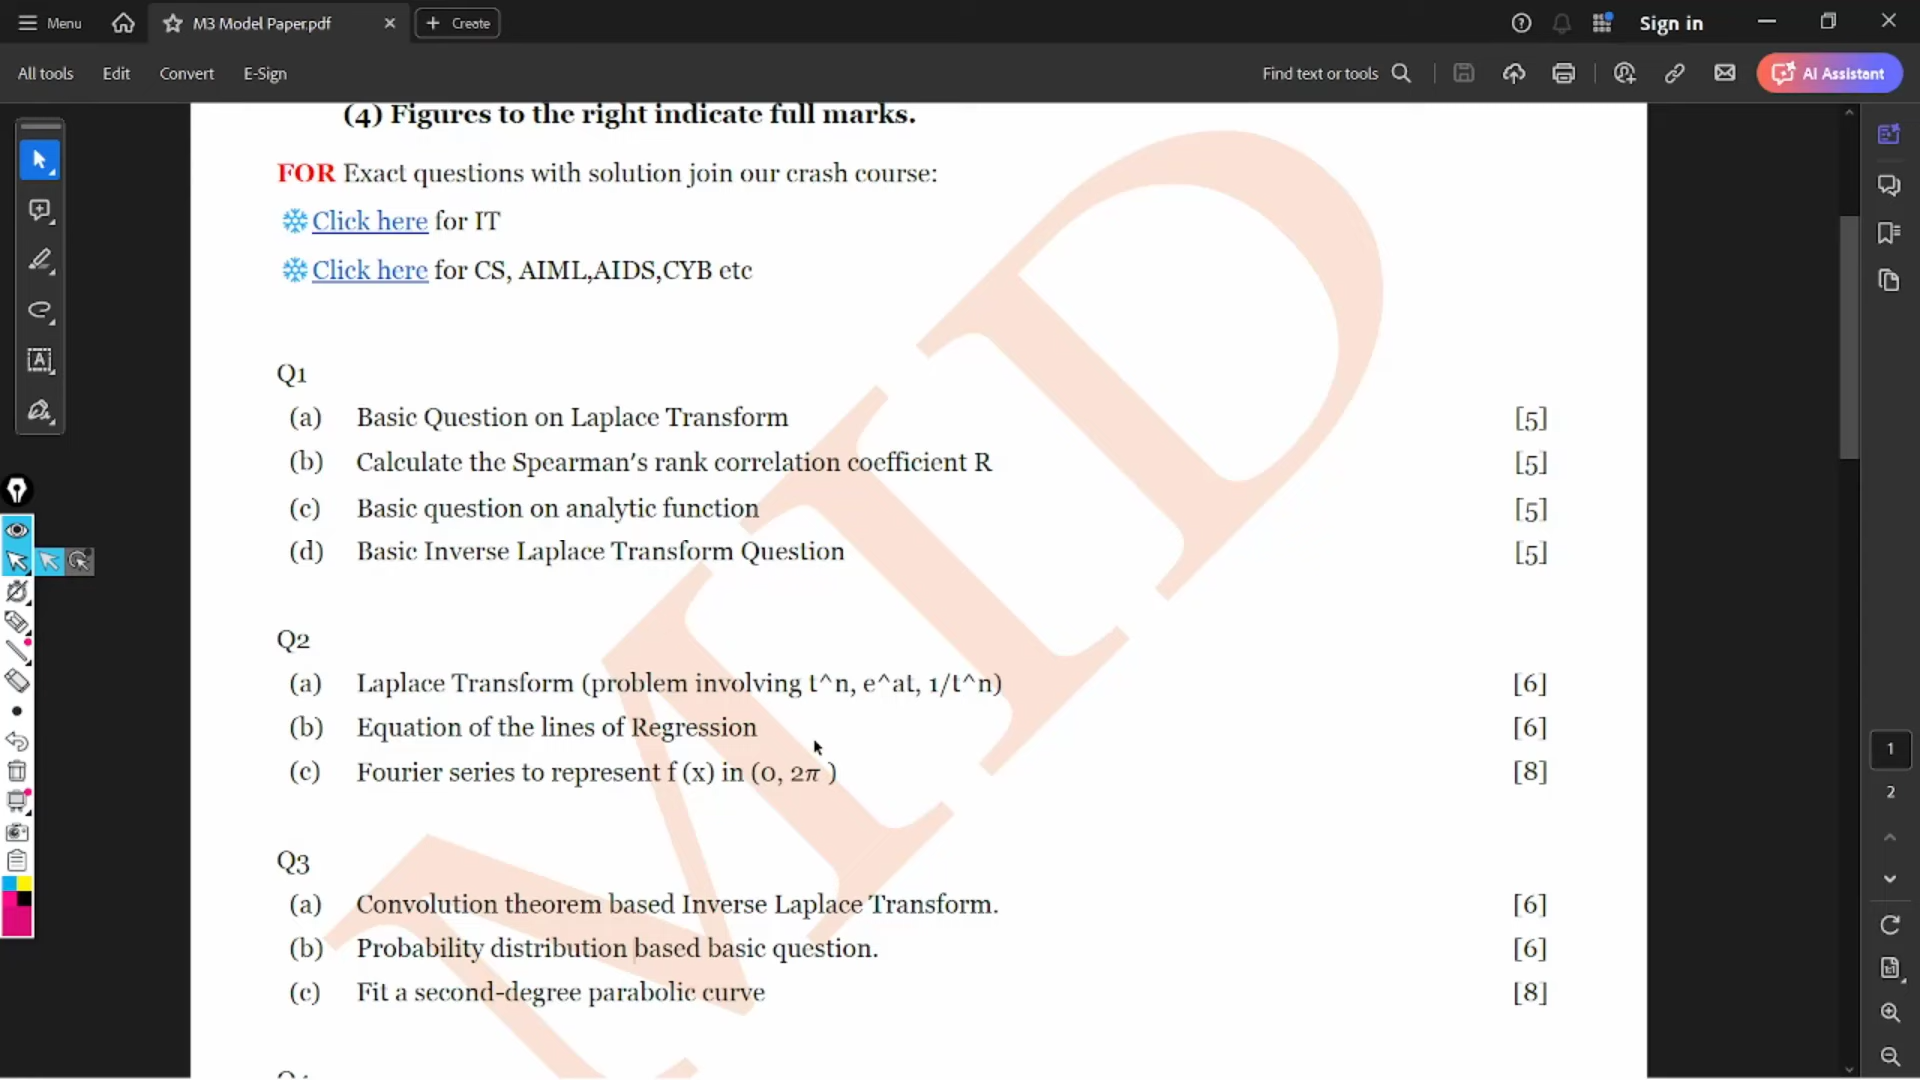 Menu
M3 Model Paper.pdf
Create
Sign in
All tools
Edit
Convert
E-Sign
Find text or tools
AI Assistant
(4) Figures to the right indicate full marks.
FOR Exact questions with solution join our crash course:
Click here for IT
Click here for CS, AIML,AIDS,CYB etc
Q1
(a) Basic Question on Laplace Transform [5]
(b) Calculate the Spearman's rank correlation coefficient R [5]
(c) Basic question on analytic function [5]
(d) Basic Inverse Laplace Transform Question [5]
Q2
(a) Laplace Transform (problem involving t^n, e^at, 1/t^n) [6]
(b) Equation of the lines of Regression [6]
(c) Fourier series to represent f (x) in (0, 2π ) [8]
Q3
(a) Convolution theorem based Inverse Laplace Transform. [6]
(b) Probability distribution based basic question. [6]
(c) Fit a second-degree parabolic curve [8]
MID
1
2